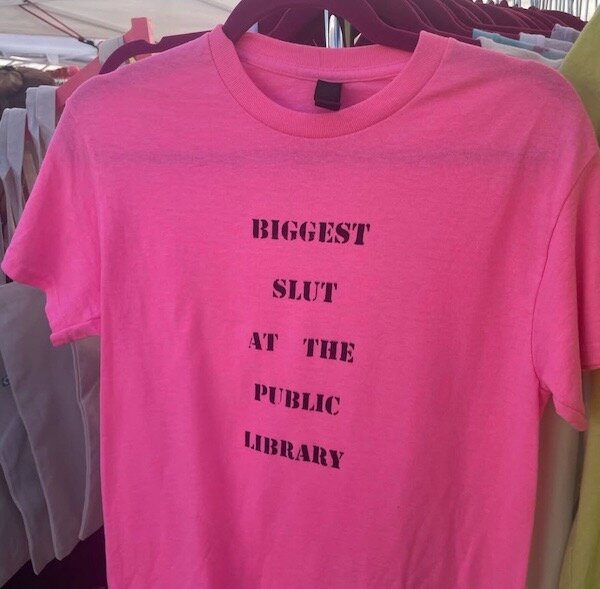 BIGGEST
SLUT
AT THE
PUBLIC
LIBRARY